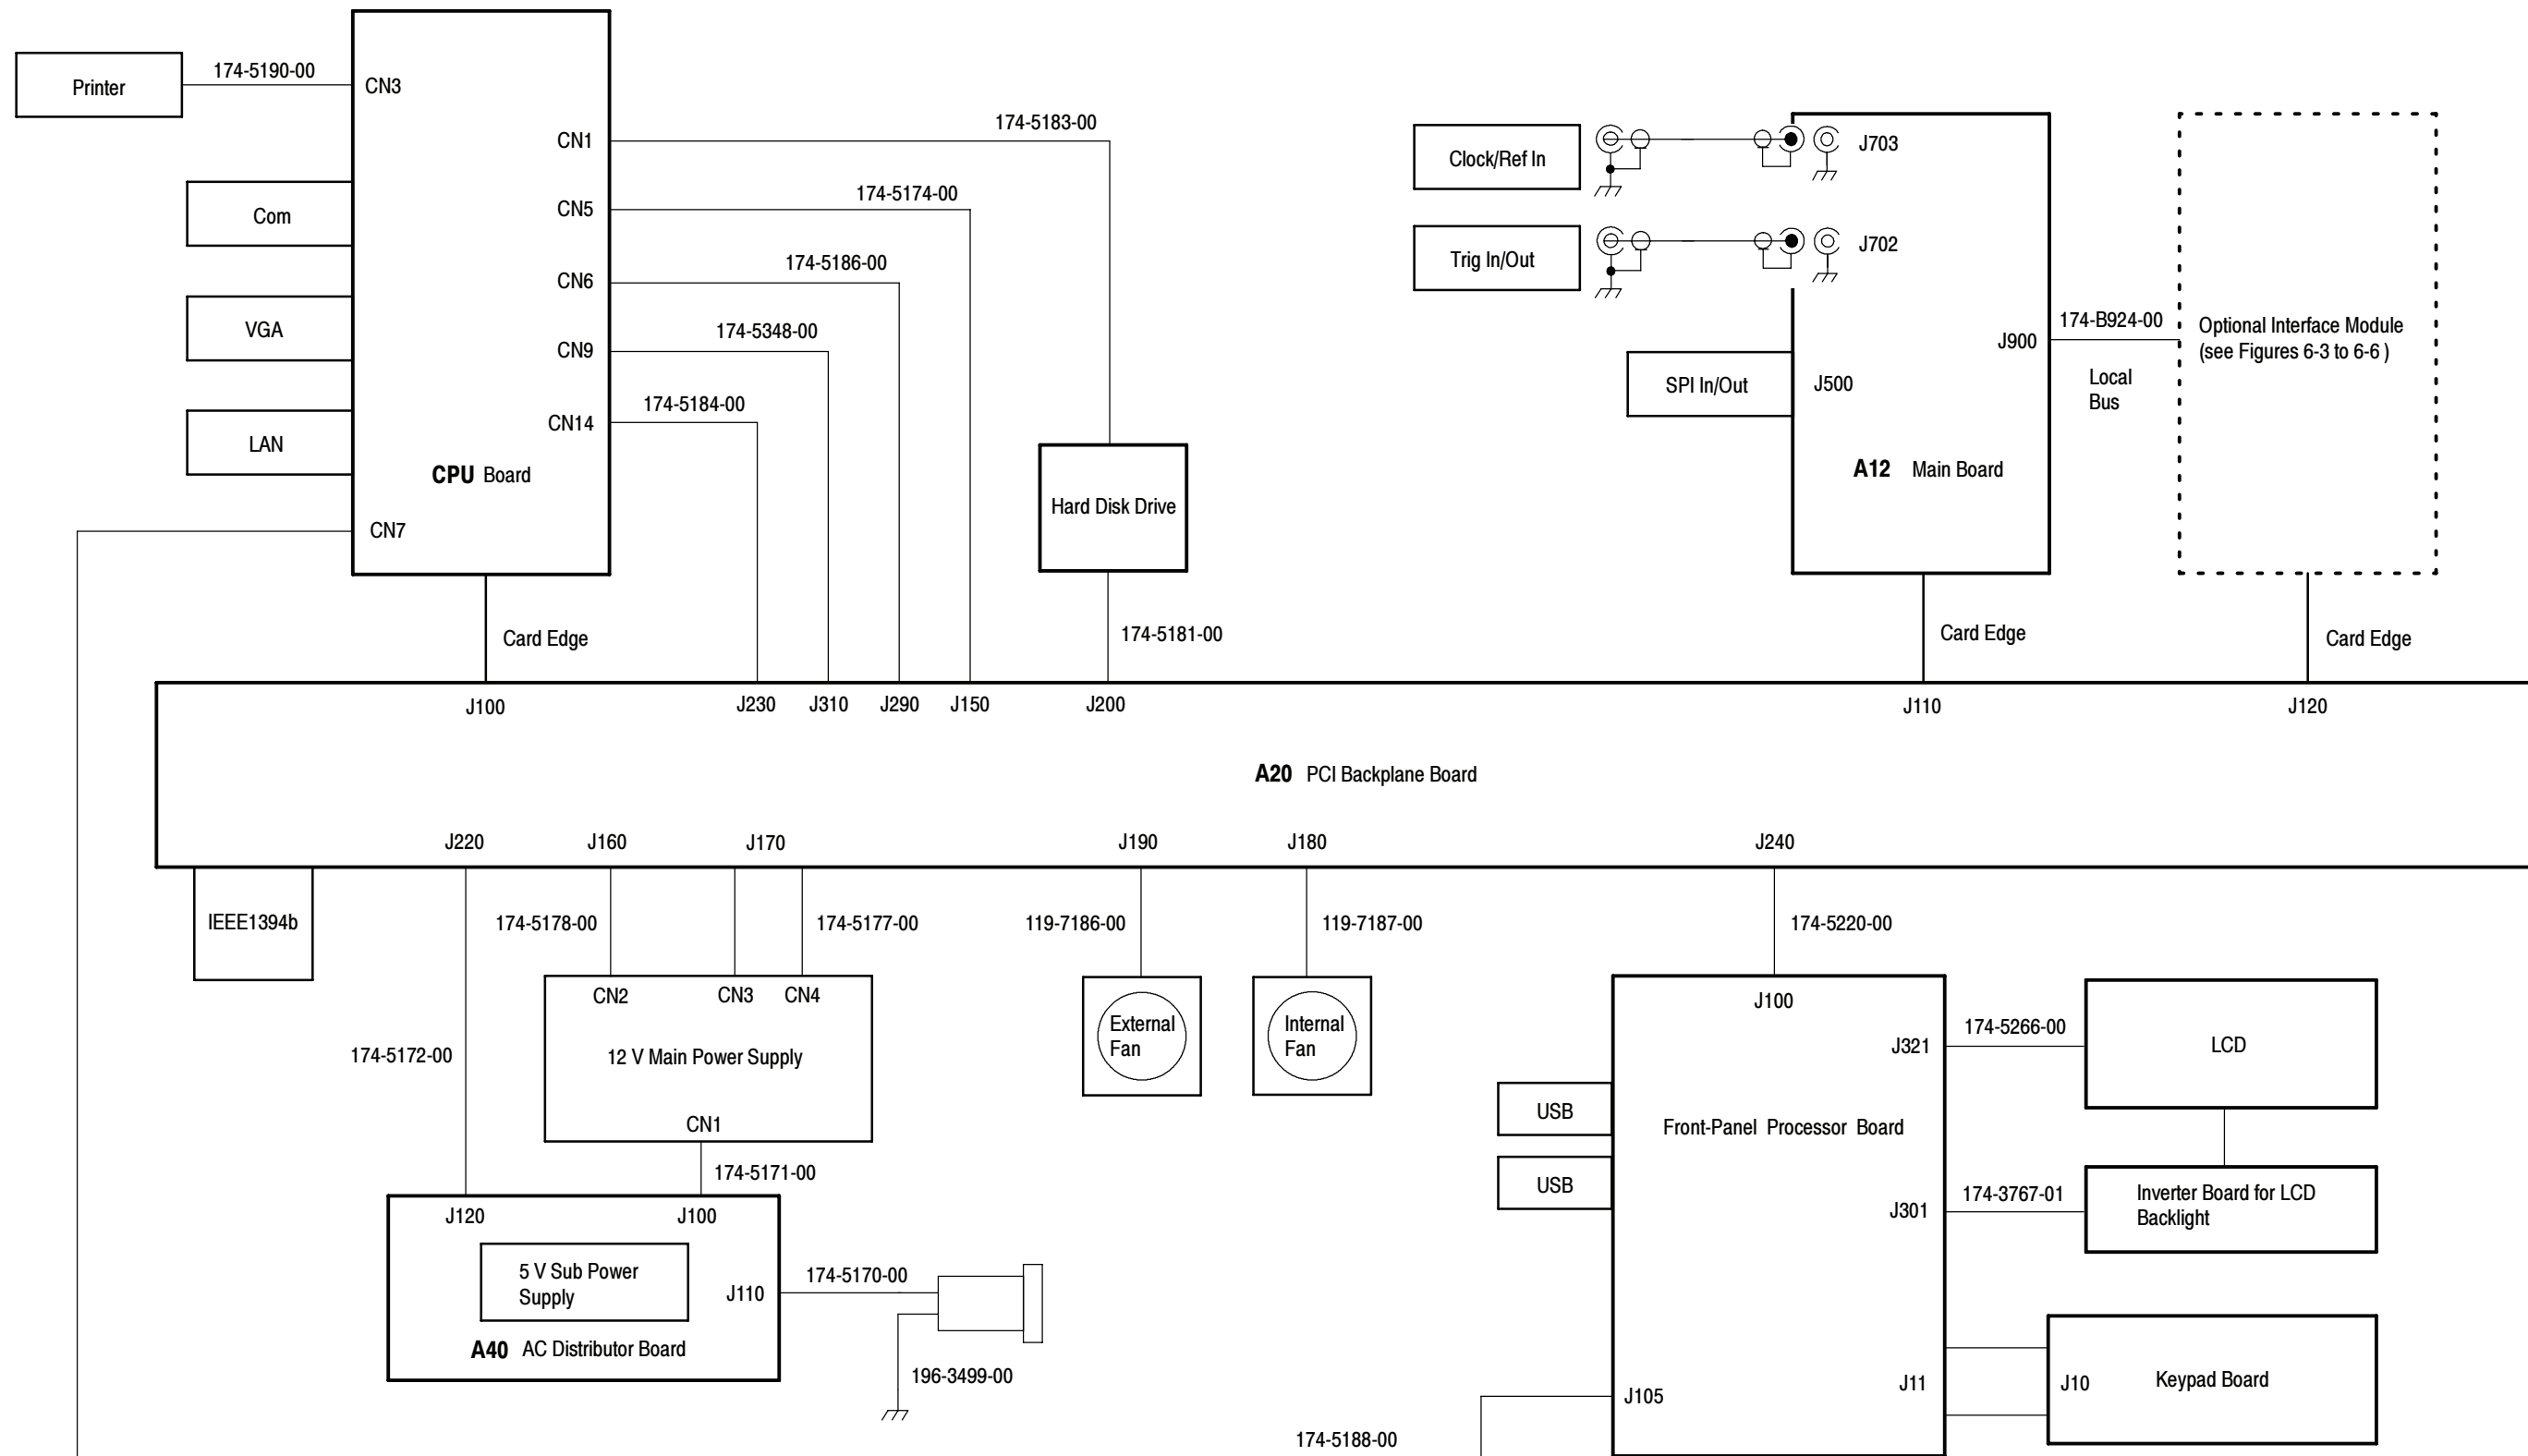 Printer
174-5190-00
CN3
CN1
174-5183-00
Com
CN5
174-5174-00
CN6
174-5186-00
VGA
CN9
174-5348-00
LAN
CN14
174-5184-00
CPU Board
CN7
Hard Disk Drive
Card Edge
174-5181-00
Clock/Ref In
J703
Trig In/Out
J702
SPI In/Out
J500
J900
174-B924-00
Local
Bus
A12 Main Board
Optional Interface Module
(see Figures 6-3 to 6-6 )
Card Edge
Card Edge
J100
J230
J310
J290
J150
J200
J110
J120
A20 PCI Backplane Board
J220
J160
J170
J190
J180
J240
IEEE1394b
174-5178-00
174-5177-00
119-7186-00
119-7187-00
174-5220-00
174-5172-00
CN2
CN3
CN4
12 V Main Power Supply
CN1
174-5171-00
External
Fan
Internal
Fan
J120
J100
5 V Sub Power
Supply
J110
A40 AC Distributor Board
174-5170-00
196-3499-00
J100
J321
174-5266-00
LCD
USB
Front-Panel Processor Board
USB
J301
174-3767-01
Inverter Board for LCD
Backlight
J105
J11
J10
Keypad Board
174-5188-00